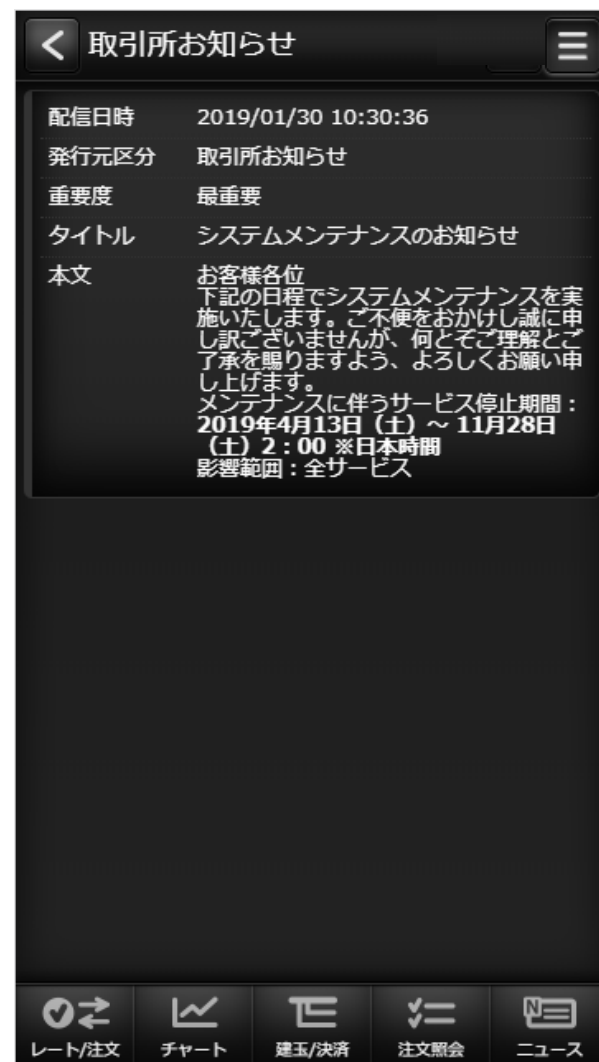 取引所お知らせ
配信日時 2019/01/30 10:30:36
発行元区分 取引所お知らせ
重要度 最重要
タイトル システムメンテナンスのお知らせ
本文 お客様各位
下記の日程でシステムメンテナンスを実
施いたします。ご不便をおかけし誠に申
し訳ございませんが、何とぞご理解とご
了承を賜りますよう、よろしくお願い申
し上げます。
メンテナンスに伴うサービス停止期間：
2019年4月13日（土）～ 11月28日
（土）2：00 ※日本時間
影響範囲：全サービス
レート/注文 チャート 建玉/決済 注文照会 ニュース